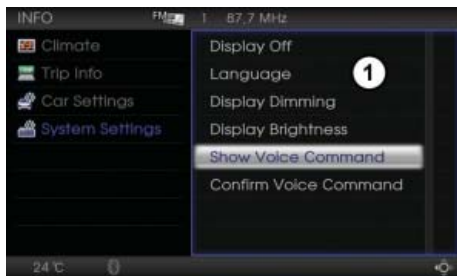 INFO FM 1 87,7 MHz
Climate
Trip Info
Car Settings
System Settings
Display Off
Language
1
Display Dimming
Display Brightness
Show Voice Command
Confirm Voice Command
24°C